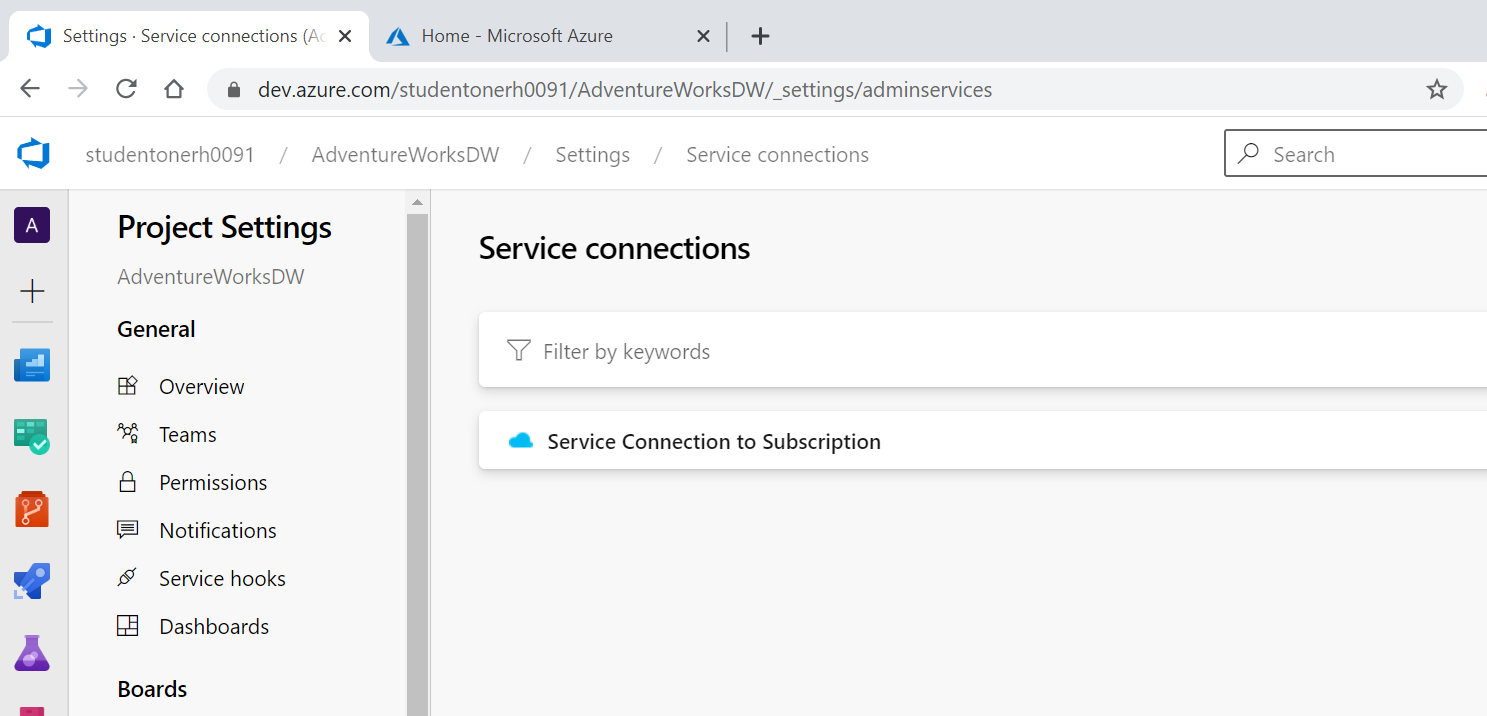 Settings · Service connections (Ad
Home - Microsoft Azure
dev.azure.com/studentonerh0091/AdventureWorksDW/_settings/adminservices
studentonerh0091 / AdventureWorksDW / Settings / Service connections
Search
A
Project Settings
AdventureWorksDW
General
Overview
Teams
Permissions
Notifications
Service hooks
Dashboards
Boards
Service connections
Filter by keywords
Service Connection to Subscription